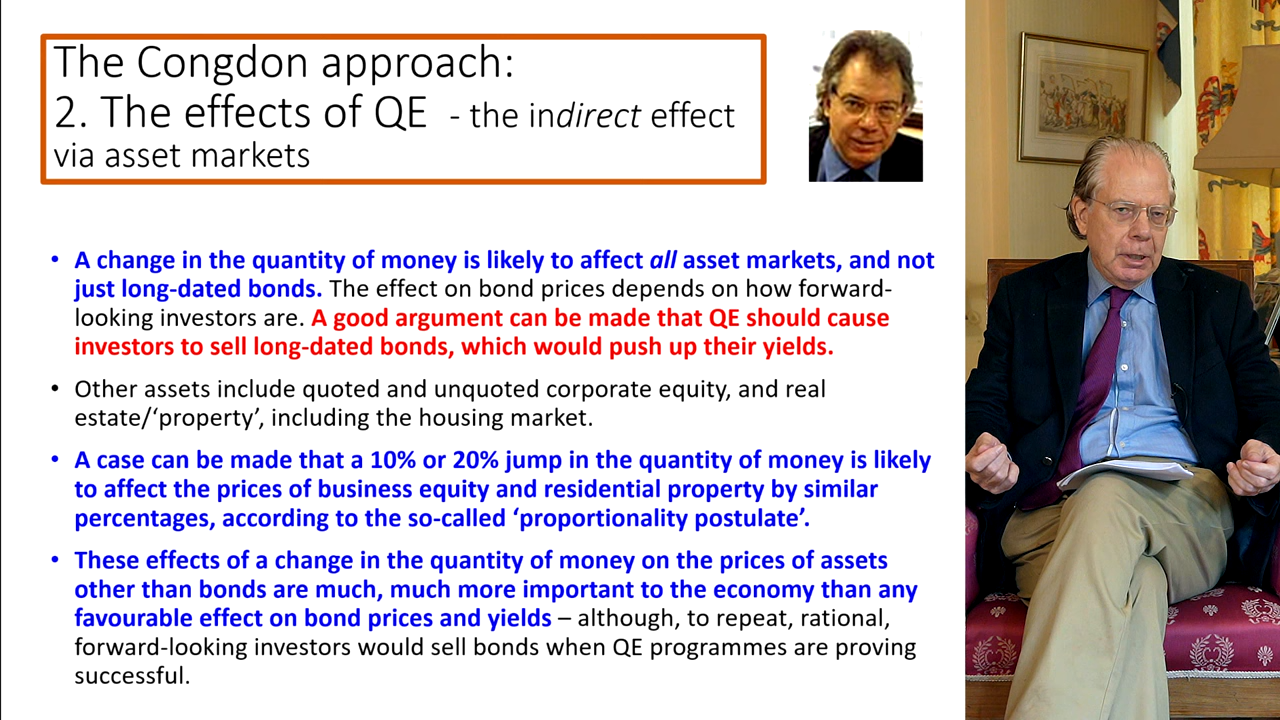 The Congdon approach:
2. The effects of QE - the indirect effect
via asset markets
• A change in the quantity of money is likely to affect all asset markets, and not
just long-dated bonds. The effect on bond prices depends on how forward-
looking investors are. A good argument can be made that QE should cause
investors to sell long-dated bonds, which would push up their yields.
• Other assets include quoted and unquoted corporate equity, and real
estate/‘property’, including the housing market.
• A case can be made that a 10% or 20% jump in the quantity of money is likely
to affect the prices of business equity and residential property by similar
percentages, according to the so-called ‘proportionality postulate’.
• These effects of a change in the quantity of money on the prices of assets
other than bonds are much, much more important to the economy than any
favourable effect on bond prices and yields – although, to repeat, rational,
forward-looking investors would sell bonds when QE programmes are proving
successful.